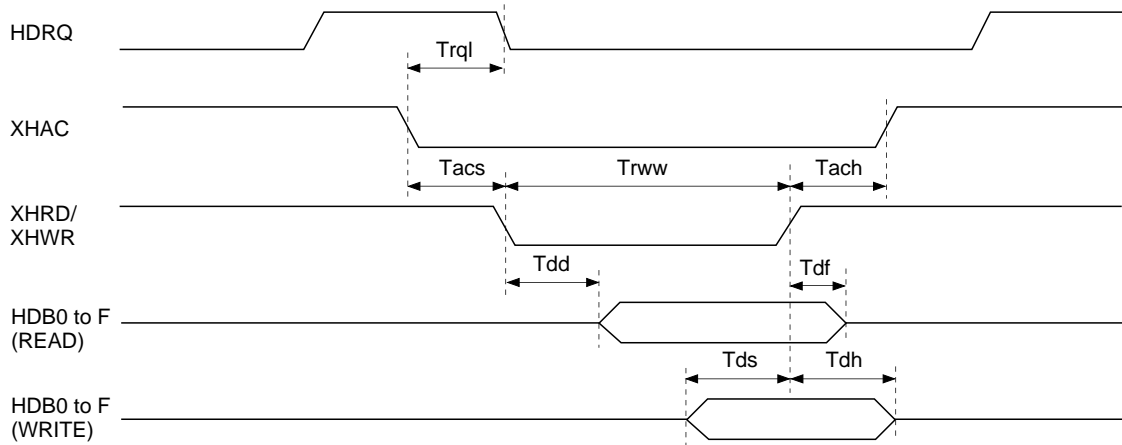 HDRQ
Trql
XHAC
Tacs Trww Tach
XHRD/
XHWR
Tdd Tdf
HDB0 to F
(READ)
Tds Tdh
HDB0 to F
(WRITE)